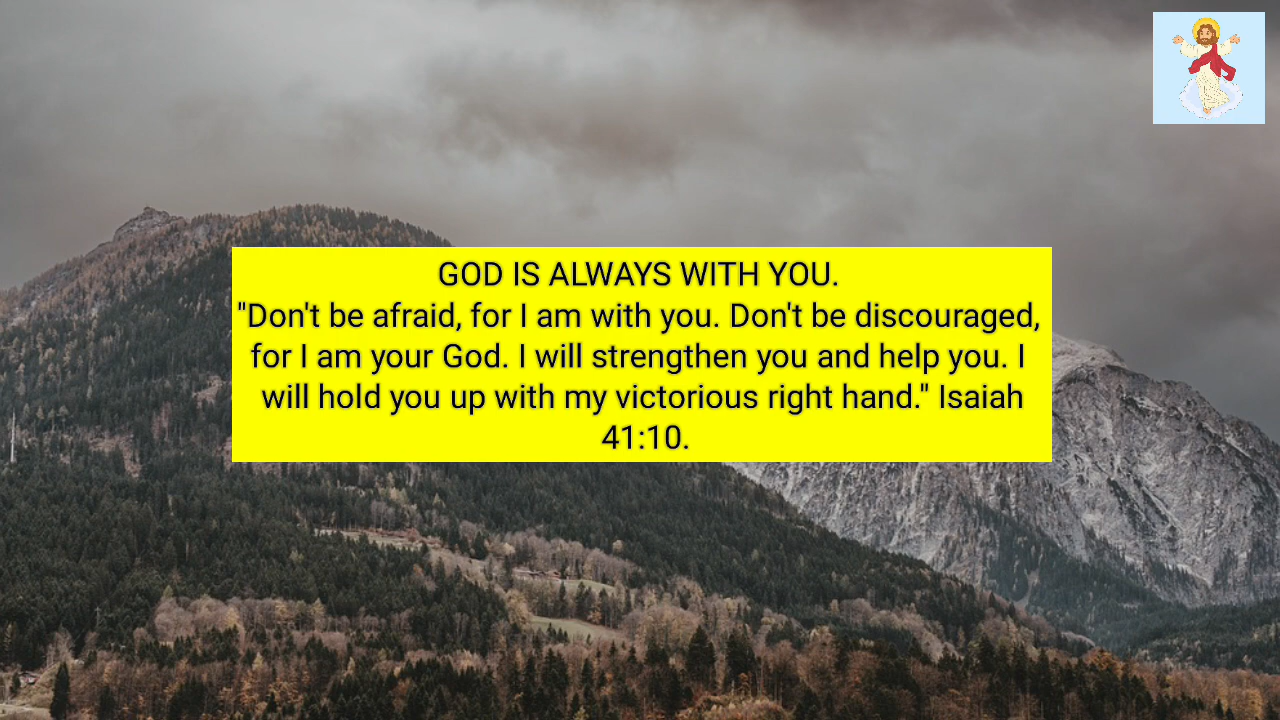 GOD IS ALWAYS WITH YOU.
"Don't be afraid, for I am with you. Don't be discouraged,
for I am your God. I will strengthen you and help you. I
will hold you up with my victorious right hand." Isaiah
41:10.